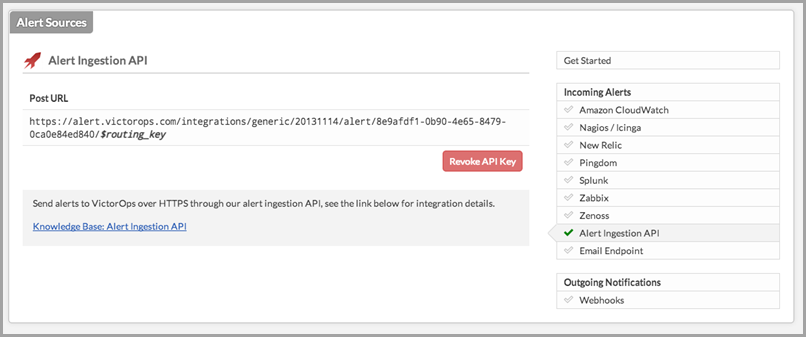 Alert Sources
Alert Ingestion API
Post URL
https://alert.victorops.com/integrations/generic/20131114/alert/8e9afdf1-0b90-4e65-8479-
0ca0e84ed840/$routing_key
Revoke API Key
Send alerts to VictorOps over HTTPS through our alert ingestion API, see the link below for integration details.
Knowledge Base: Alert Ingestion API
Get Started
Incoming Alerts
Amazon CloudWatch
Nagios / Icinga
New Relic
Pingdom
Splunk
Zabbix
Zenoss
Alert Ingestion API
Email Endpoint
Outgoing Notifications
Webhooks